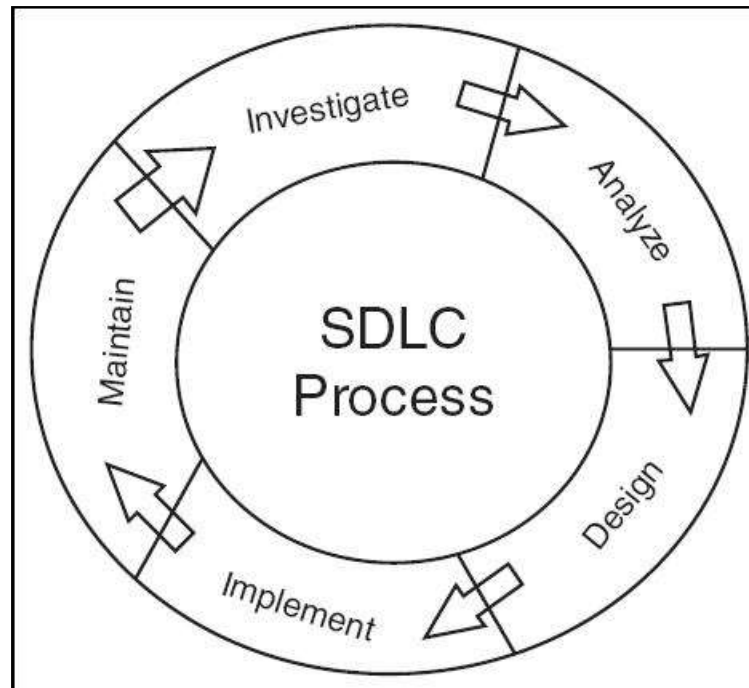 Investigate
Analyze
SDLC
Process
Maintain
Design
Implement